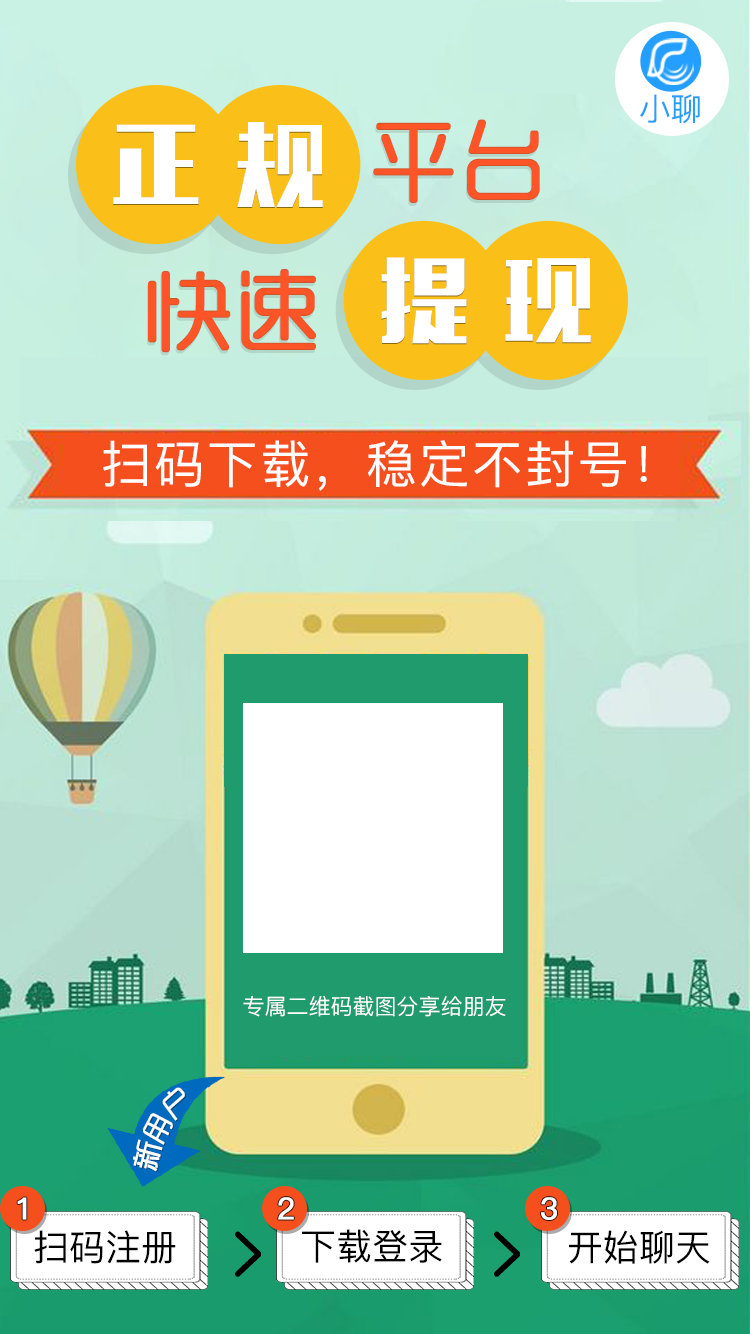 小聊
正规平台
快速提现
扫码下载，稳定不封号！
专属二维码截图分享给朋友
新用户
1
2
3
扫码注册
下载登录
开始聊天